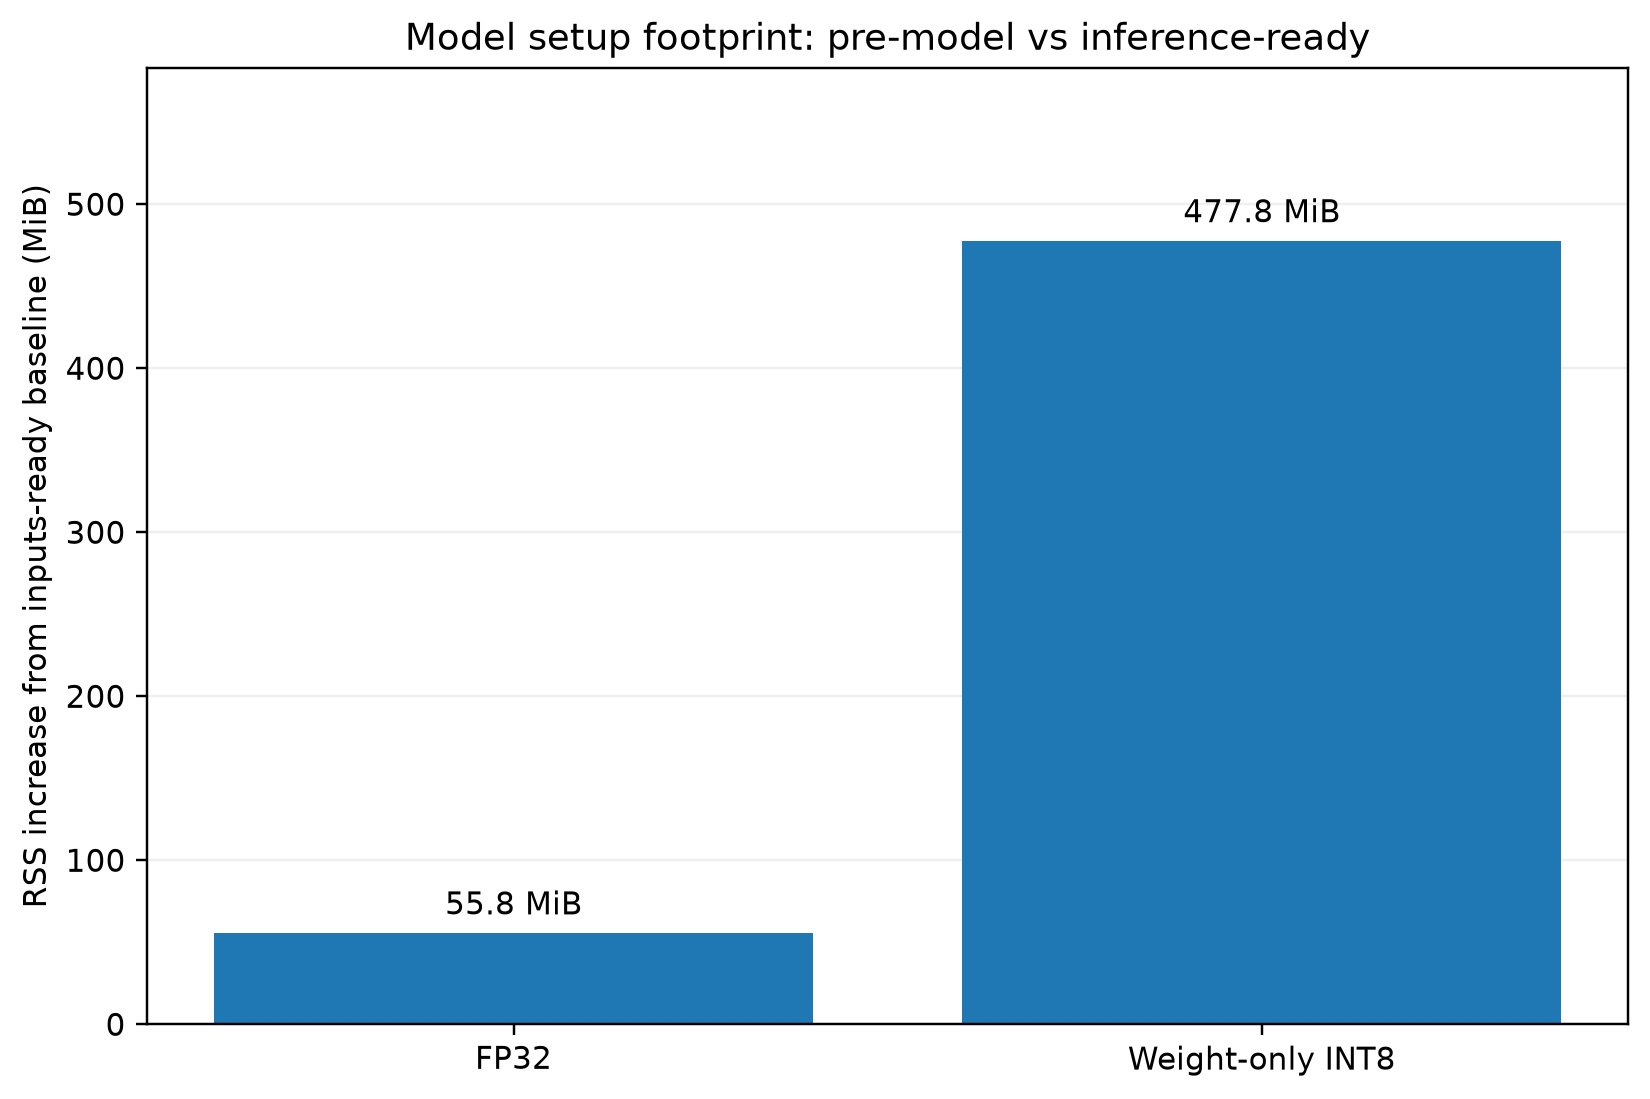 Model setup footprint: pre-model vs inference-ready
RSS increase from inputs-ready baseline (MiB)
500
400
300
200
100
0
477.8 MiB
55.8 MiB
FP32
Weight-only INT8